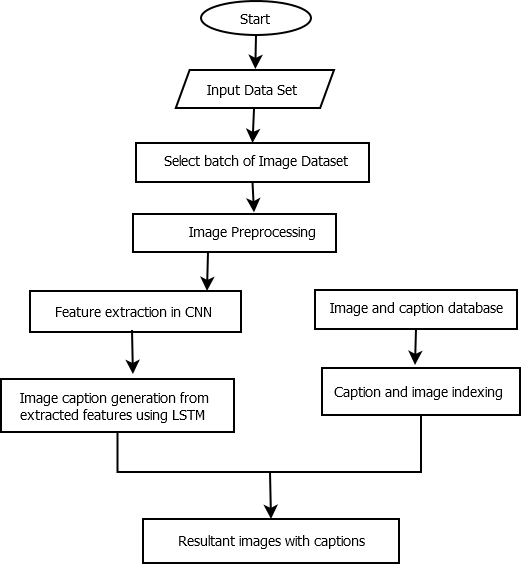 Start
Input Data Set
Select batch of Image Dataset
Image Preprocessing
Feature extraction in CNN
Image and caption database
Image caption generation from
extracted features using LSTM
Caption and image indexing
Resultant images with captions